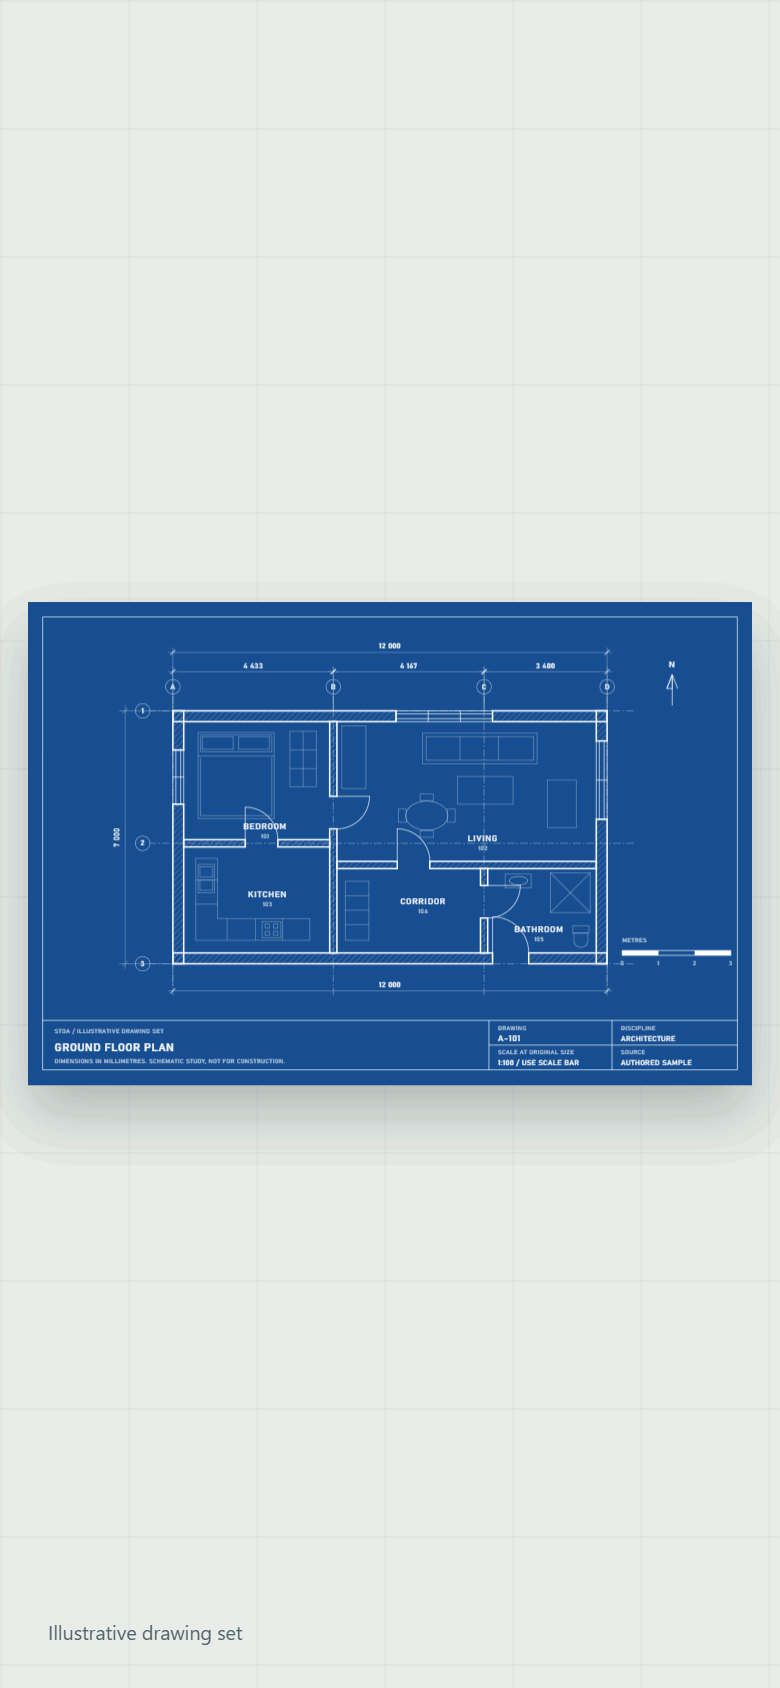 12 000
4 433
4 167
3 400
A
B
C
D
N
1
2
3
7 000
BEDROOM
101
LIVING
102
KITCHEN
103
CORRIDOR
104
BATHROOM
105
METRES
0 1 2 3
12 000
STOA / ILLUSTRATIVE DRAWING SET
GROUND FLOOR PLAN
DIMENSIONS IN MILLIMETRES. SCHEMATIC STUDY, NOT FOR CONSTRUCTION.
DRAWING
A-101
DISCIPLINE
ARCHITECTURE
SCALE AT ORIGINAL SIZE
1:100 / USE SCALE BAR
SOURCE
AUTHORED SAMPLE
Illustrative drawing set